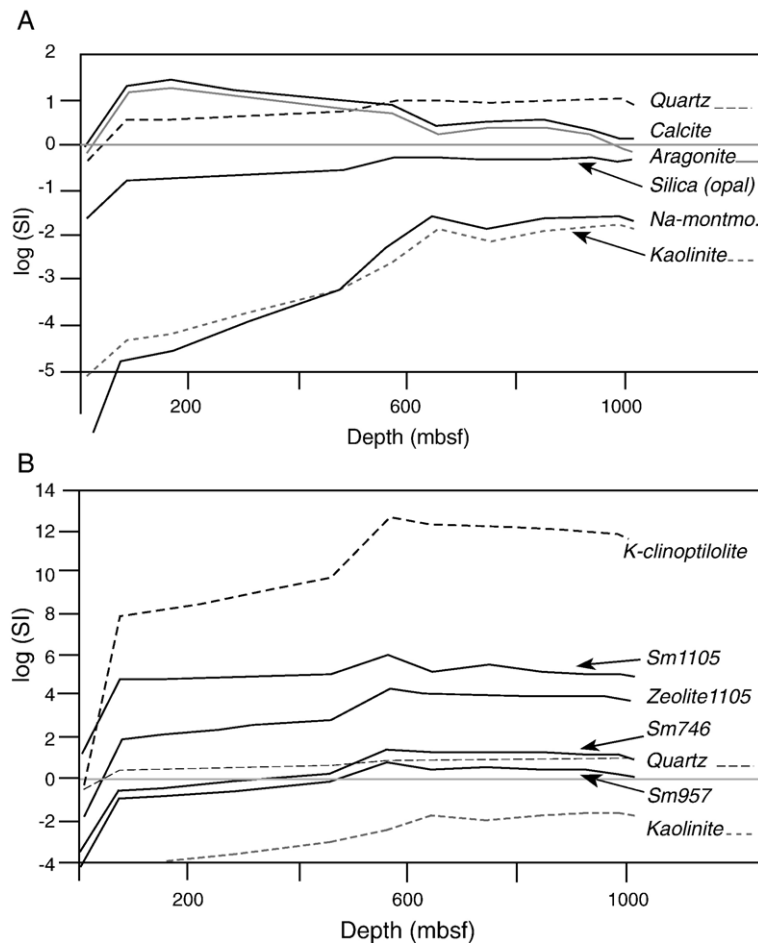 A
2
1
0
-1
-2
-3
-4
-5
log (SI)
Quartz
Calcite
Aragonite
Silica (opal)
Na-montmo.
Kaolinite
200
600
1000
Depth (mbsf)
B
14
12
10
8
6
4
2
0
-2
-4
log (SI)
K-clinoptilolite
Sm1105
Zeolite1105
Sm746
Quartz
Sm957
Kaolinite
200
600
1000
Depth (mbsf)